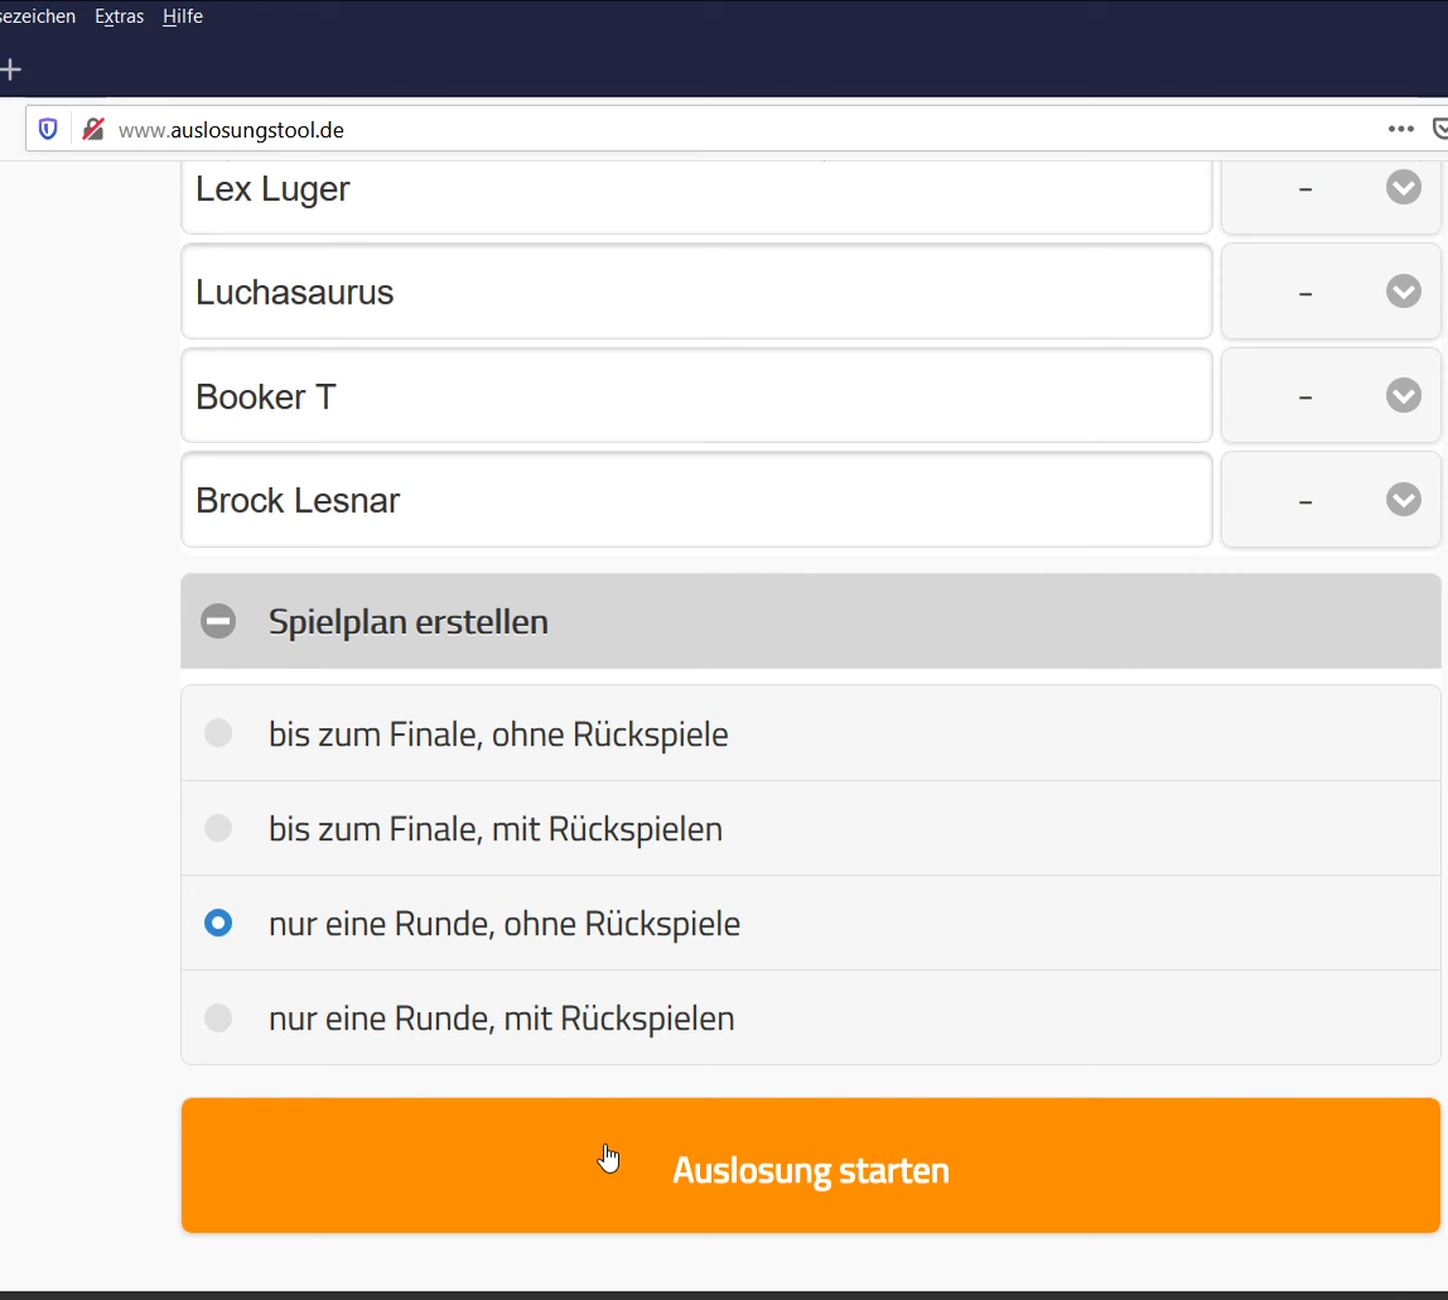 sezeichen Extras Hilfe
www.auslosungstool.de
Lex Luger -
Luchasaurus -
Booker T -
Brock Lesnar -
Spielplan erstellen
bis zum Finale, ohne Rückspiele
bis zum Finale, mit Rückspielen
nur eine Runde, ohne Rückspiele
nur eine Runde, mit Rückspielen
Auslosung starten